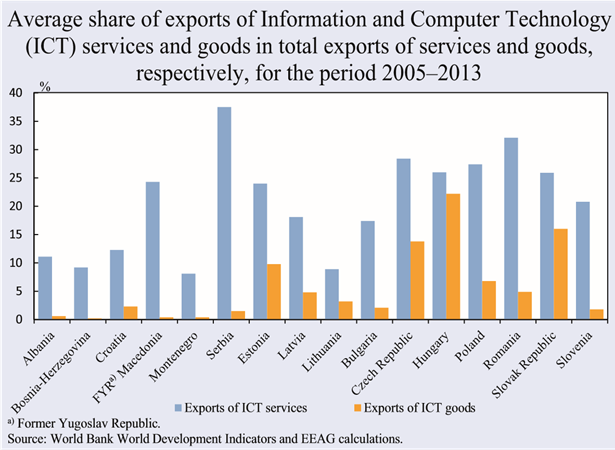 Average share of exports of Information and Computer Technology
(ICT) services and goods in total exports of services and goods,
respectively, for the period 2005–2013
%
40
35
30
25
20
15
10
5
0
Albania
Bosnia-Herzegovina
Croatia
FYRᵃ⁾ Macedonia
Montenegro
Serbia
Estonia
Latvia
Lithuania
Bulgaria
Czech Republic
Hungary
Poland
Romania
Slovak Republic
Slovenia
Exports of ICT services
Exports of ICT goods
ᵃ⁾ Former Yugoslav Republic.
Source: World Bank World Development Indicators and EEAG calculations.